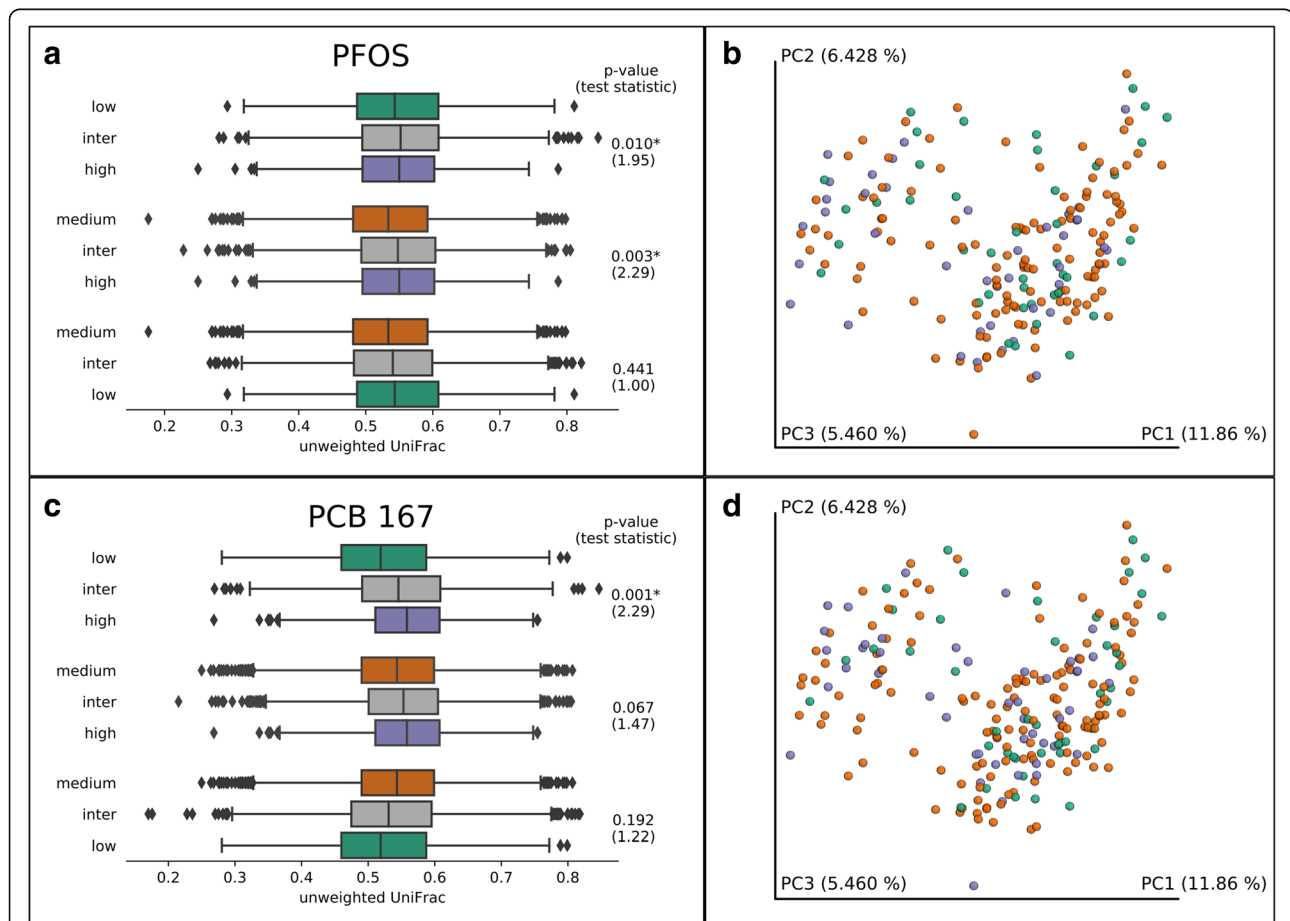 a
PFOS
p-value
(test statistic)
low
inter
high
0.010*
(1.95)
medium
inter
high
0.003*
(2.29)
medium
inter
low
0.441
(1.00)
0.2 0.3 0.4 0.5 0.6 0.7 0.8
unweighted UniFrac
b
PC2 (6.428 %)
PC3 (5.460 %)
PC1 (11.86 %)
c
PCB 167
p-value
(test statistic)
low
inter
high
0.001*
(2.29)
medium
inter
high
0.067
(1.47)
medium
inter
low
0.192
(1.22)
0.2 0.3 0.4 0.5 0.6 0.7 0.8
unweighted UniFrac
d
PC2 (6.428 %)
PC3 (5.460 %)
PC1 (11.86 %)